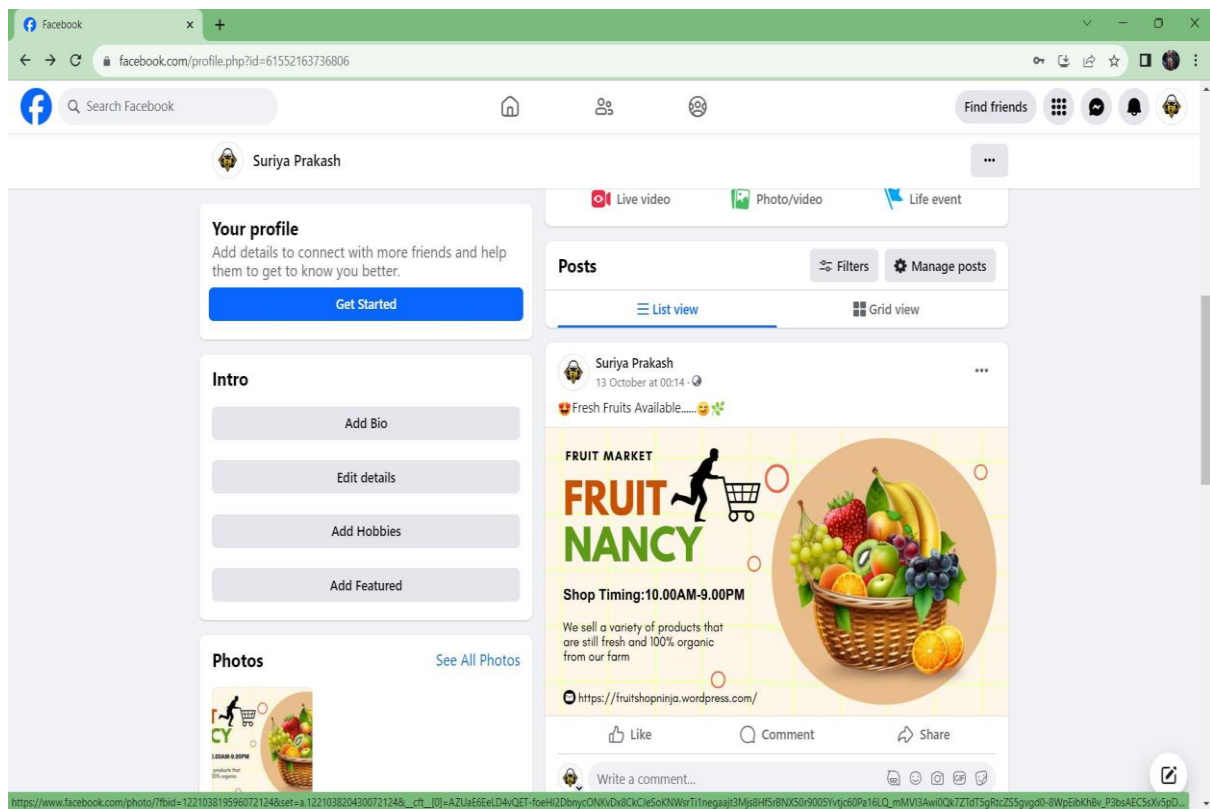 Facebook
facebook.com/profile.php?id=61552163736806
Search Facebook
Find friends
Suriya Prakash
Live video
Photo/video
Life event
Your profile
Add details to connect with more friends and help
them to get to know you better.
Get Started
Intro
Add Bio
Edit details
Add Hobbies
Add Featured
Photos
See All Photos
Posts
Filters
Manage posts
List view
Grid view
Suriya Prakash
13 October at 00:14 ·
😍Fresh Fruits Available......😋🌿
FRUIT MARKET
FRUIT
NANCY
Shop Timing:10.00AM-9.00PM
We sell a variety of products that
are still fresh and 100% organic
from our farm
https://fruitshopninja.wordpress.com/
Like
Comment
Share
Write a comment...